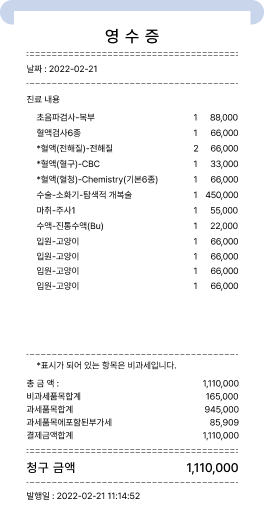 영 수 증
날짜 : 2022-02-21
진료 내용
초음파검사-복부 1 88,000
혈액검사6종 1 66,000
*혈액(전해질)-전해질 2 66,000
*혈액(혈구)-CBC 1 33,000
*혈액(혈청)-Chemistry(기본6종) 1 66,000
수술-소화기-탐색적 개복술 1 450,000
마취-주사1 1 55,000
수액-진통수액(Bu) 1 22,000
입원-고양이 1 66,000
입원-고양이 1 66,000
입원-고양이 1 66,000
입원-고양이 1 66,000
*표시가 되어 있는 항목은 비과세입니다.
총 금 액 : 1,110,000
비과세품목합계 165,000
과세품목합계 945,000
과세품목에포함된부가세 85,909
결제금액합계 1,110,000
청구 금액 1,110,000
발행일 : 2022-02-21 11:14:52